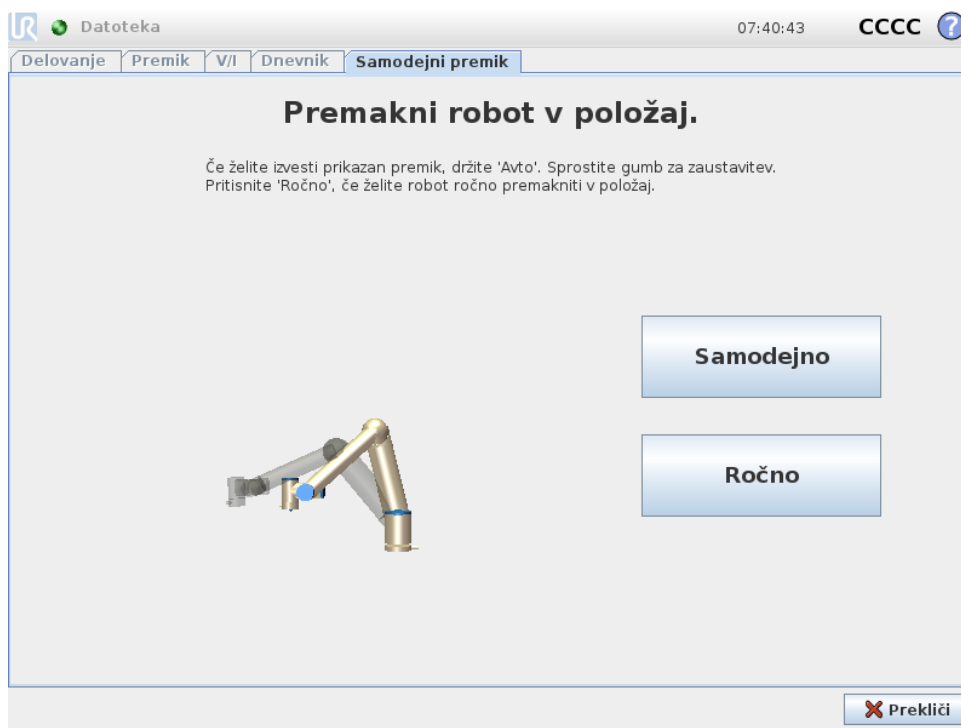 UR Datoteka 07:40:43 CCCC ?
Delovanje Premik V/I Dnevnik Samodejni premik
Premakni robot v položaj.
Če želite izvesti prikazan premik, držite 'Avto'. Sprostite gumb za zaustavitev.
Pritisnite 'Ročno', če želite robot ročno premakniti v položaj.
Samodejno
Ročno
Prekliči